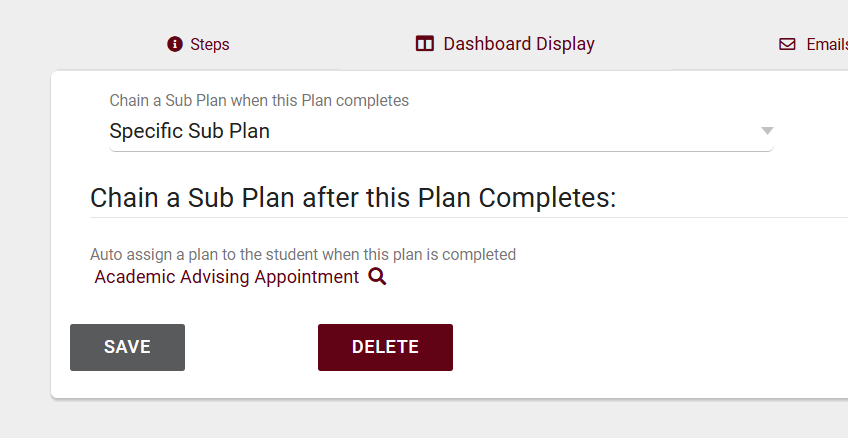 Steps
Dashboard Display
Emails
Chain a Sub Plan when this Plan completes
Specific Sub Plan
Chain a Sub Plan after this Plan Completes:
Auto assign a plan to the student when this plan is completed
Academic Advising Appointment
SAVE
DELETE